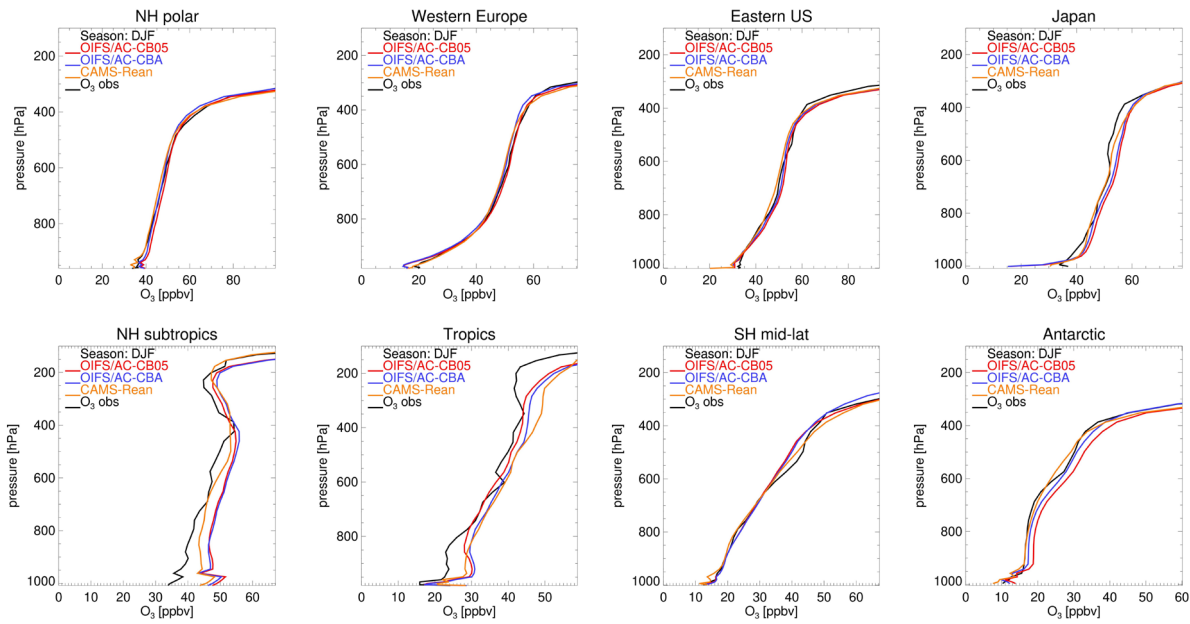 NH polar
Season: DJF
OIFS/AC-CB05
OIFS/AC-CBA
CAMS-Rean
O3 obs
200
400
600
800
pressure [hPa]
0 20 40 60 80
O3 [ppbv]
Western Europe
Season: DJF
OIFS/AC-CB05
OIFS/AC-CBA
CAMS-Rean
O3 obs
200
400
600
800
pressure [hPa]
0 20 40 60
O3 [ppbv]
Eastern US
Season: DJF
OIFS/AC-CB05
OIFS/AC-CBA
CAMS-Rean
O3 obs
200
400
600
800
1000
pressure [hPa]
0 20 40 60 80
O3 [ppbv]
Japan
Season: DJF
OIFS/AC-CB05
OIFS/AC-CBA
CAMS-Rean
O3 obs
200
400
600
800
1000
pressure [hPa]
0 20 40 60
O3 [ppbv]
NH subtropics
Season: DJF
OIFS/AC-CB05
OIFS/AC-CBA
CAMS-Rean
O3 obs
200
400
600
800
1000
pressure [hPa]
0 20 40 60
O3 [ppbv]
Tropics
Season: DJF
OIFS/AC-CB05
OIFS/AC-CBA
CAMS-Rean
O3 obs
200
400
600
800
pressure [hPa]
0 10 20 30 40 50
O3 [ppbv]
SH mid-lat
Season: DJF
OIFS/AC-CB05
OIFS/AC-CBA
CAMS-Rean
O3 obs
200
400
600
800
1000
pressure [hPa]
0 10 20 30 40 50 60
O3 [ppbv]
Antarctic
Season: DJF
OIFS/AC-CB05
OIFS/AC-CBA
CAMS-Rean
O3 obs
200
400
600
800
1000
pressure [hPa]
0 10 20 30 40 50
O3 [ppbv]